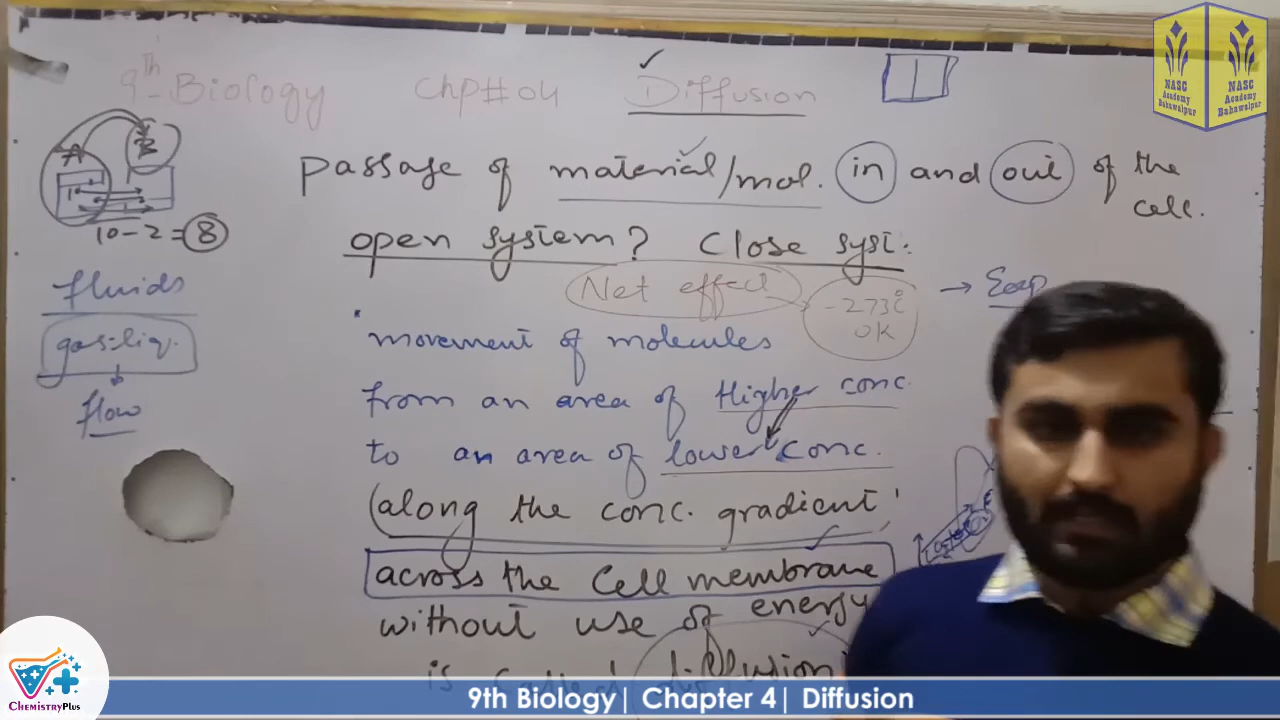 9th Biology Chp#04 Diffusion
NASC
Academy
Bahawalpur
NASC
Academy
Bahawalpur
A B
10-2=8
fluids
gas-liq.
flow
Passage of material/mol. in and out of the
cell.
open system? Close syst.
Net effect
-273°C
0K
movement of molecules
from an area of Higher conc.
to an area of lower conc.
(along the conc. gradient)
across the Cell membrane
without use of energy
is called diffusion
ChemistryPlus
9th Biology| Chapter 4| Diffusion